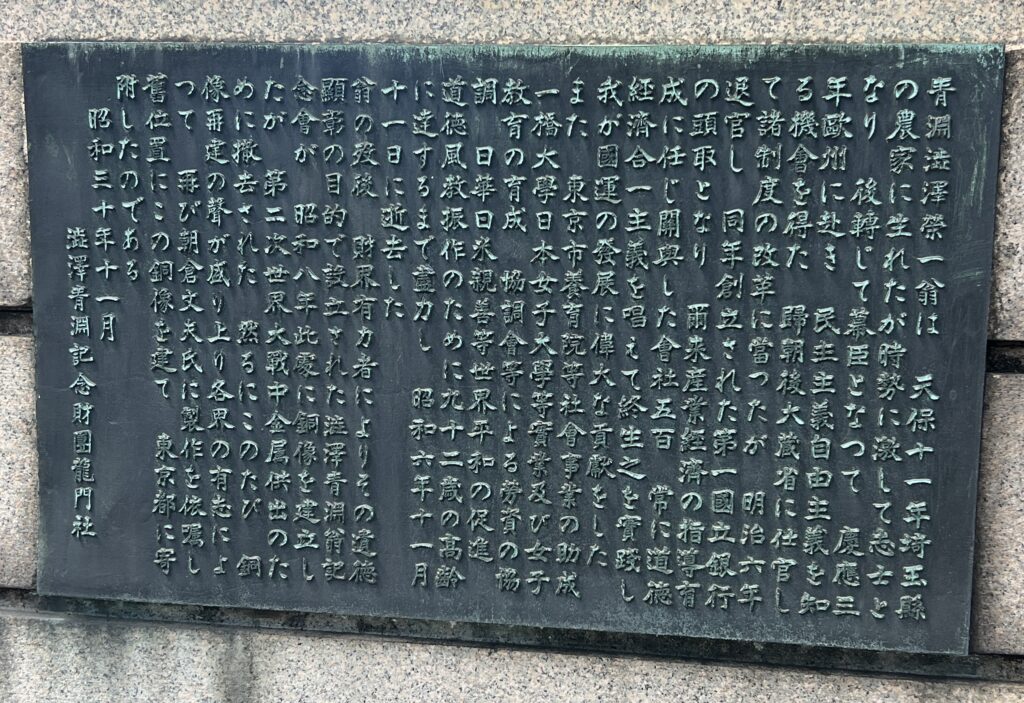 青淵澁澤榮一翁は　天保十一年埼玉縣
の農家に生れたが時勢に激して志士と
なり　後轉じて幕臣となつて　慶應三
年歐州に赴き　民主主義自由主義を知
る機會を得た　歸朝後大蔵省に仕官し
て諸制度の改革に當つたが　明治六年
退官し　同年創立された第一國立銀行
の頭取となり　爾来産業經濟の指導育
成に任じ關與した會社五百　常に道徳
經濟合一主義を唱えて終生之を實踐し
我が國運の發展に偉大な貢獻をした
また　東京市養育院等社會事業の助成
一橋大學日本女子大學等實業及び女子
教育の育成　協調會等による労資の協
調　日華日米親善等世界平和の促進
道徳風教振作のために九十二歳の高齢
に達するまで盡力し　昭和六年十一月
十一日に逝去した
翁の歿後　財界有力者によりその遺徳
顕彰の目的で設立された澁澤青淵翁記
念會が　昭和八年此處に銅像を建立し
たが　第二次世界大戰中金属供出のた
めに撤去された　然るにこのたび　銅
像再建の聲が盛り上り各界の有志によ
つて　再び朝倉文夫氏に製作を依囑し
舊位置にこの銅像を建て　東京都に寄
附したのである
昭和三十年十一月
澁澤青淵記念財團龍門社